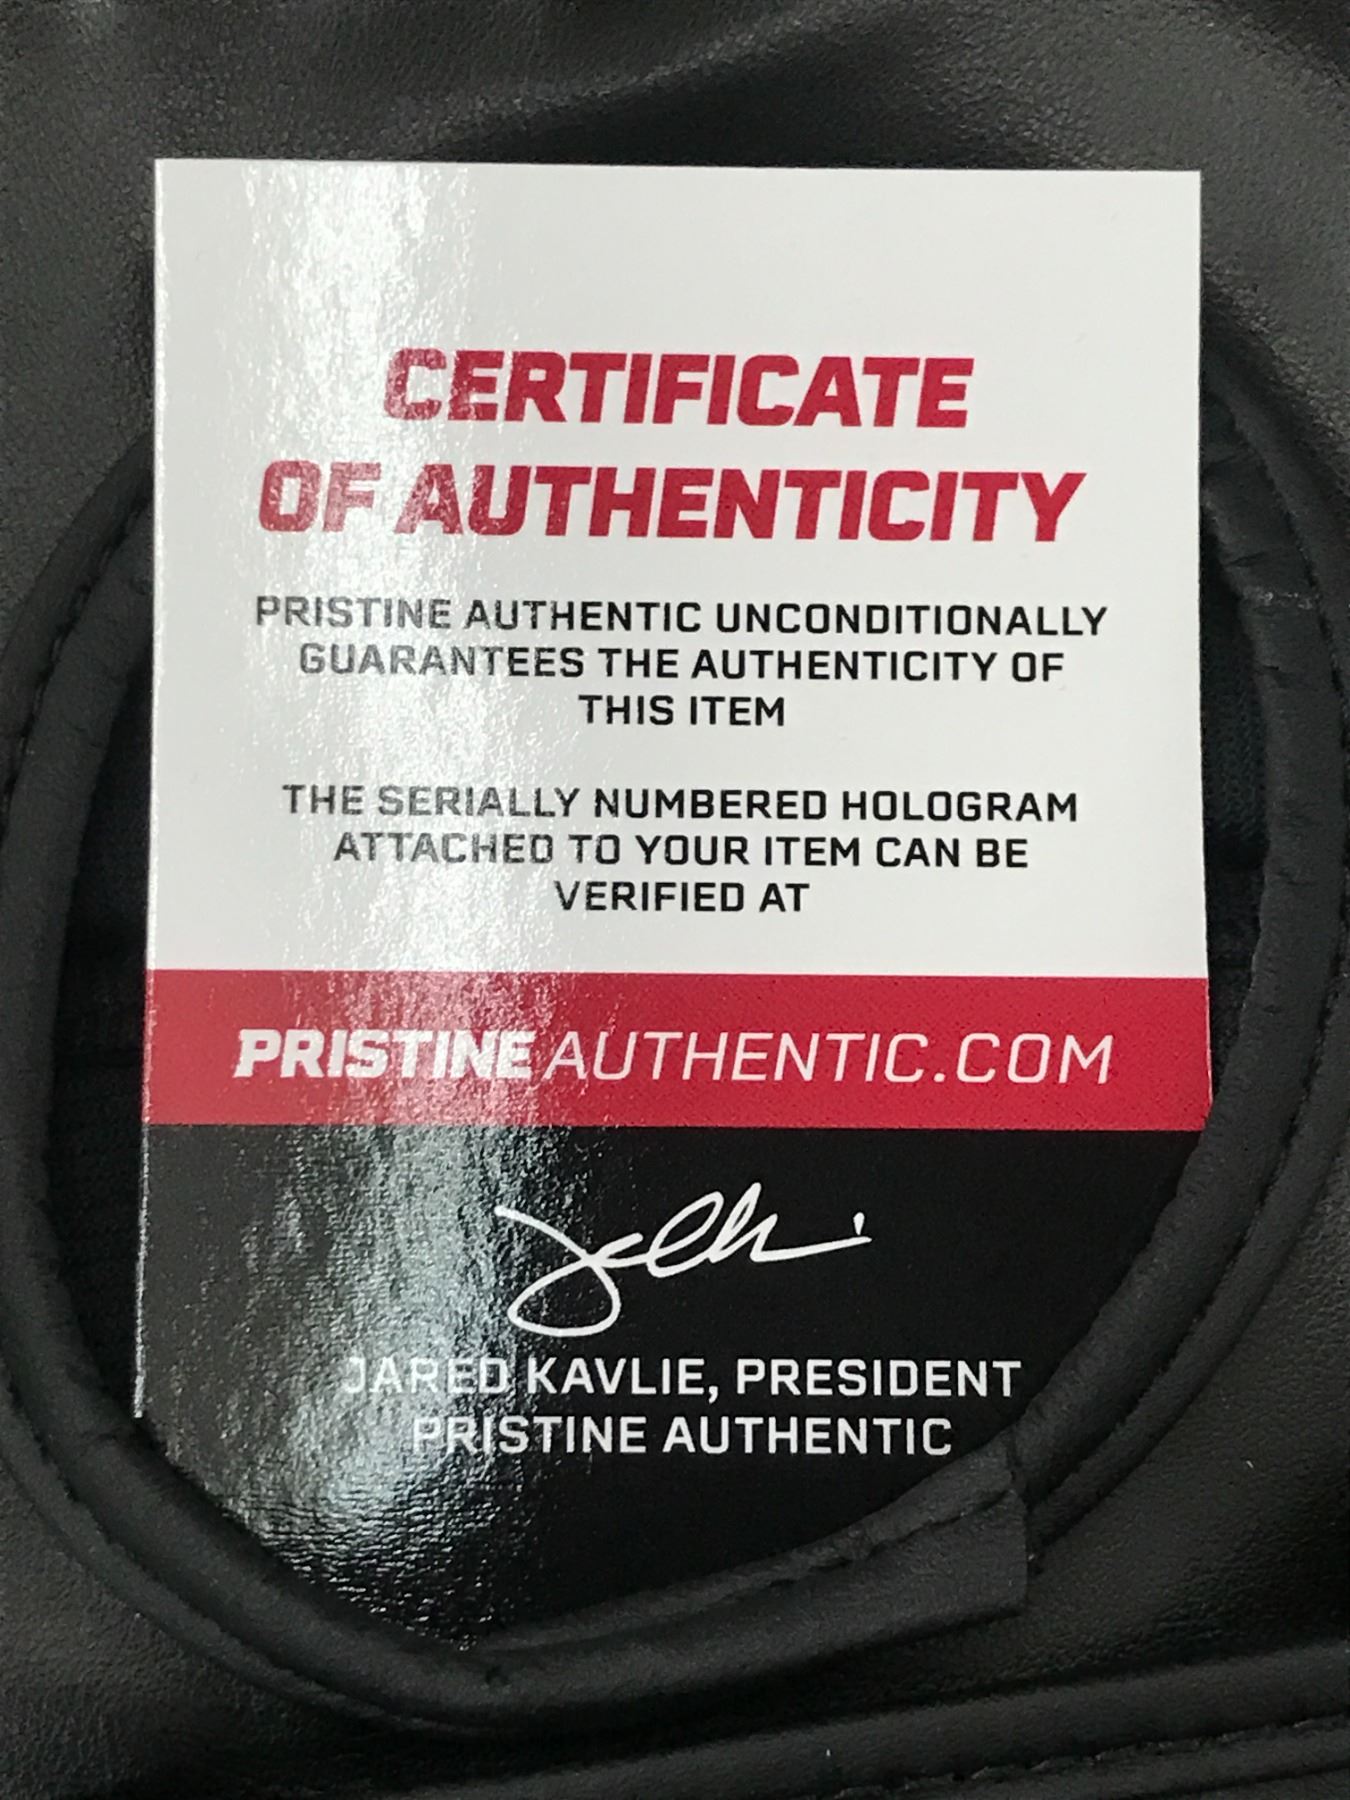 CERTIFICATE
OF AUTHENTICITY
PRISTINE AUTHENTIC UNCONDITIONALLY
GUARANTEES THE AUTHENTICITY OF
THIS ITEM
THE SERIALLY NUMBERED HOLOGRAM
ATTACHED TO YOUR ITEM CAN BE
VERIFIED AT
PRISTINEAUTHENTIC.COM
JARED KAVLIE, PRESIDENT
PRISTINE AUTHENTIC